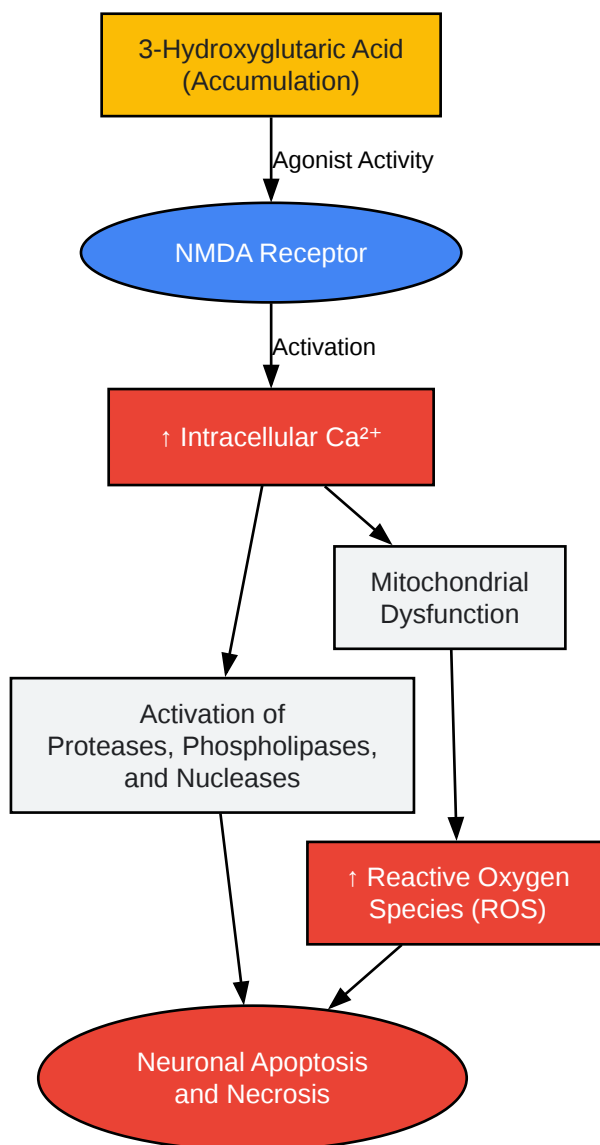 3-Hydroxyglutaric Acid
(Accumulation)
Agonist Activity
NMDA Receptor
Activation
↑ Intracellular Ca²⁺
Mitochondrial
Dysfunction
Activation of
Proteases, Phospholipases,
and Nucleases
↑ Reactive Oxygen
Species (ROS)
Neuronal Apoptosis
and Necrosis